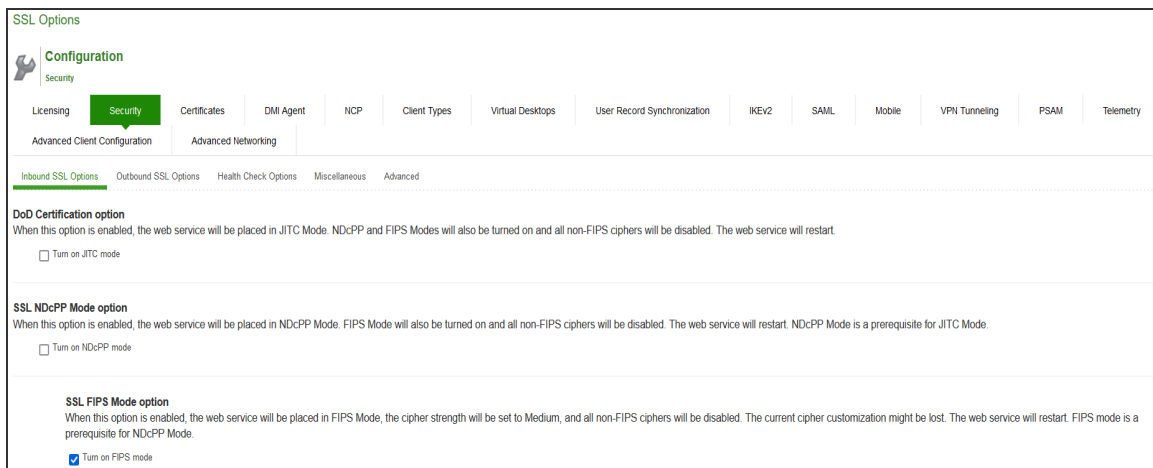 SSL Options
Configuration
Security
Licensing Security Certificates DMI Agent NCP Client Types Virtual Desktops User Record Synchronization IKEv2 SAML Mobile VPN Tunneling PSAM Telemetry
Advanced Client Configuration Advanced Networking
Inbound SSL Options Outbound SSL Options Health Check Options Miscellaneous Advanced
DoD Certification option
When this option is enabled, the web service will be placed in JITC Mode. NDcPP and FIPS Modes will also be turned on and all non-FIPS ciphers will be disabled. The web service will restart.
Turn on JITC mode
SSL NDcPP Mode option
When this option is enabled, the web service will be placed in NDcPP Mode. FIPS Mode will also be turned on and all non-FIPS ciphers will be disabled. The web service will restart. NDcPP Mode is a prerequisite for JITC Mode.
Turn on NDcPP mode
SSL FIPS Mode option
When this option is enabled, the web service will be placed in FIPS Mode, the cipher strength will be set to Medium, and all non-FIPS ciphers will be disabled. The current cipher customization might be lost. The web service will restart. FIPS mode is a
prerequisite for NDcPP Mode.
Turn on FIPS mode